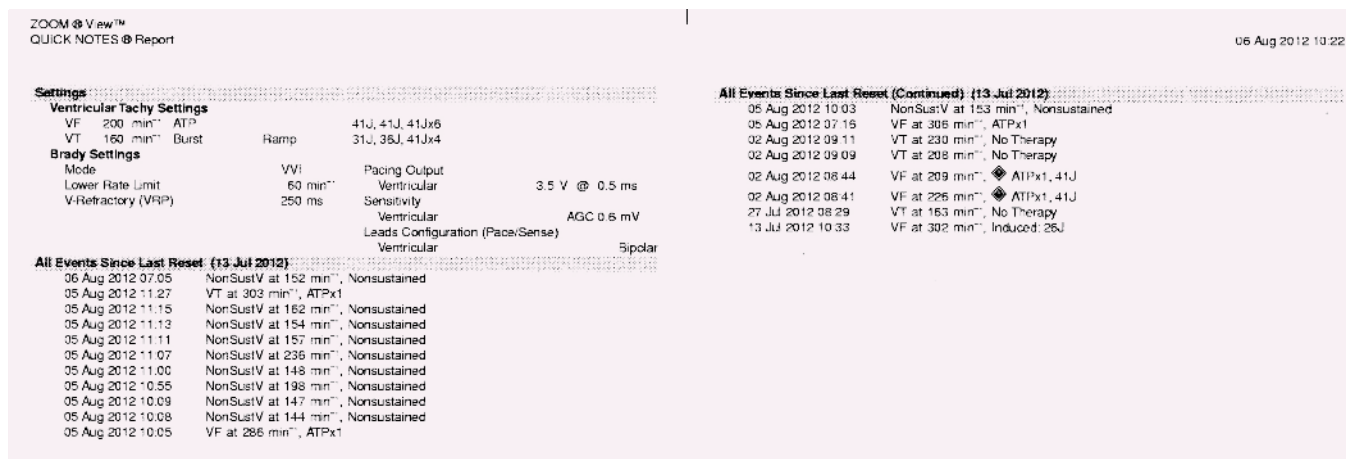 ZOOM ® View™
QUICK NOTES ® Report
06 Aug 2012 10:22
Settings
Ventricular Tachy Settings
VF 200 min⁻¹ ATP 41J, 41J, 41Jx6
VT 160 min⁻¹ Burst Ramp 31J, 36J, 41Jx4
Brady Settings
Mode VVI
Lower Rate Limit 60 min⁻¹
V-Refractory (VRP) 250 ms
Pacing Output
Ventricular 3.5 V @ 0.5 ms
Sensitivity
Ventricular AGC 0.6 mV
Leads Configuration (Pace/Sense)
Ventricular Bipolar
All Events Since Last Reset (13 Jul 2012)
06 Aug 2012 07:05 NonSustV at 152 min⁻¹, Nonsustained
05 Aug 2012 11:27 VT at 303 min⁻¹, ATPx1
05 Aug 2012 11:15 NonSustV at 162 min⁻¹, Nonsustained
05 Aug 2012 11:13 NonSustV at 154 min⁻¹, Nonsustained
05 Aug 2012 11:11 NonSustV at 157 min⁻¹, Nonsustained
05 Aug 2012 11:07 NonSustV at 236 min⁻¹, Nonsustained
05 Aug 2012 11:00 NonSustV at 148 min⁻¹, Nonsustained
05 Aug 2012 10:55 NonSustV at 198 min⁻¹, Nonsustained
05 Aug 2012 10:09 NonSustV at 147 min⁻¹, Nonsustained
05 Aug 2012 10:08 NonSustV at 144 min⁻¹, Nonsustained
05 Aug 2012 10:05 VF at 286 min⁻¹, ATPx1
All Events Since Last Reset (Continued) (13 Jul 2012)
05 Aug 2012 10:03 NonSustV at 153 min⁻¹, Nonsustained
05 Aug 2012 07:16 VF at 306 min⁻¹, ATPx1
02 Aug 2012 09:11 VT at 230 min⁻¹, No Therapy
02 Aug 2012 09:09 VT at 208 min⁻¹, No Therapy
02 Aug 2012 08:44 VF at 209 min⁻¹, ATPx1, 41J
02 Aug 2012 08:41 VF at 226 min⁻¹, ATPx1, 41J
27 Jul 2012 08:29 VT at 163 min⁻¹, No Therapy
13 Jul 2012 10:33 VF at 302 min⁻¹, Induced: 26J